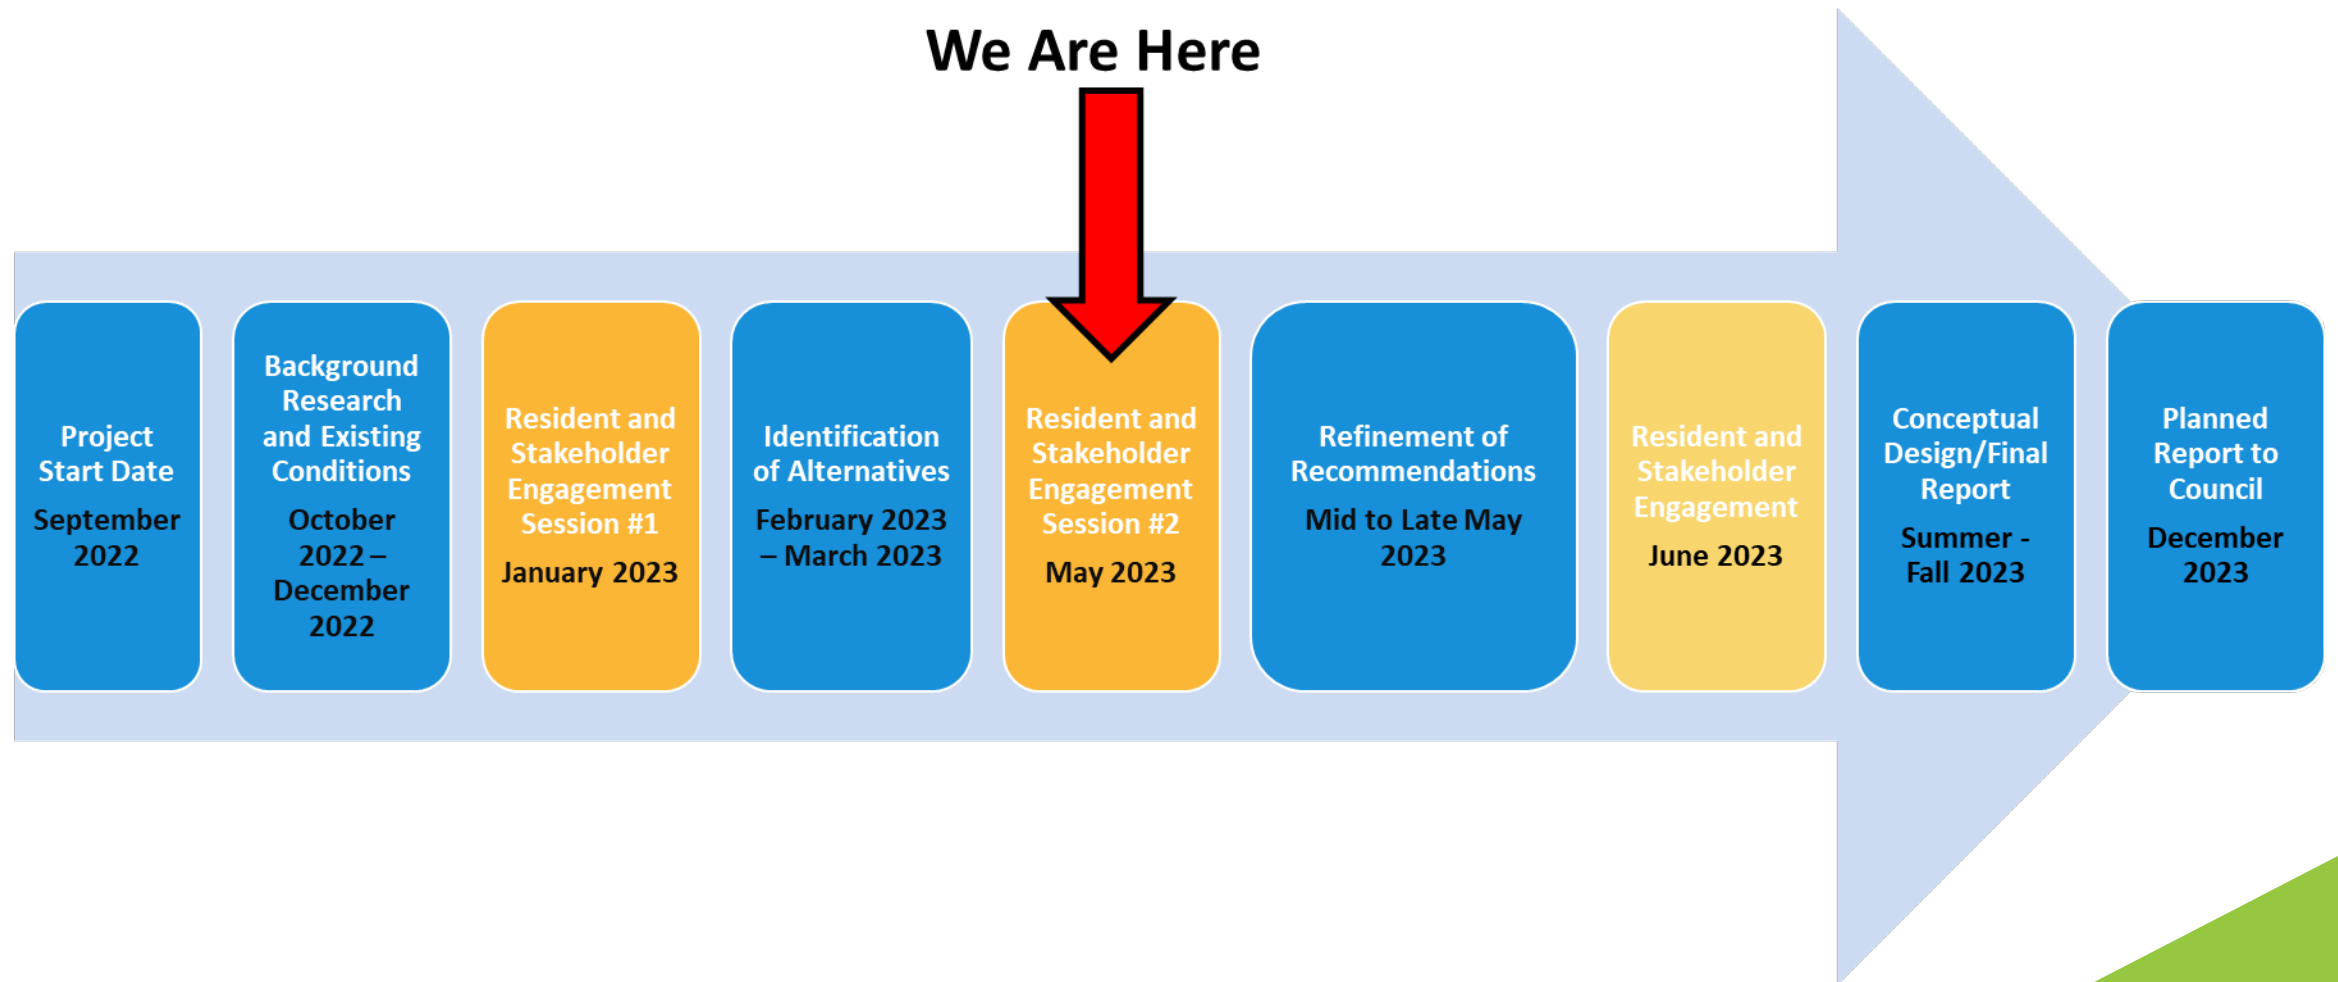 We Are Here
Project
Start Date
September
2022
Background
Research
and Existing
Conditions
October
2022 –
December
2022
Resident and
Stakeholder
Engagement
Session #1
January 2023
Identification
of Alternatives
February 2023
– March 2023
Resident and
Stakeholder
Engagement
Session #2
May 2023
Refinement of
Recommendations
Mid to Late May
2023
Resident and
Stakeholder
Engagement
June 2023
Conceptual
Design/Final
Report
Summer -
Fall 2023
Planned
Report to
Council
December
2023